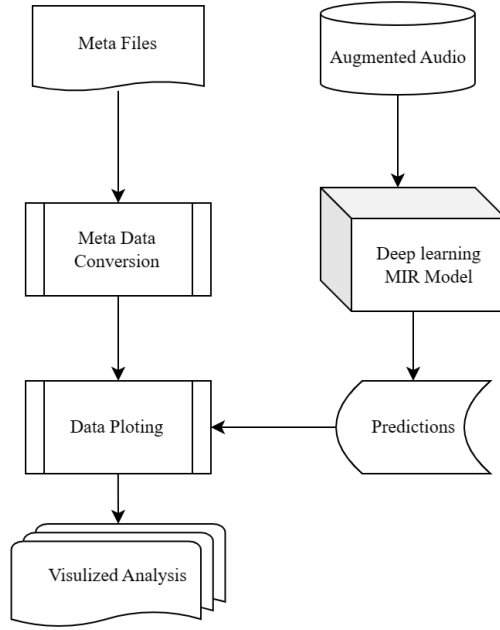 Meta Files
Augmented Audio
Meta Data
Conversion
Deep learning
MIR Model
Data Ploting
Predictions
Visulized Analysis